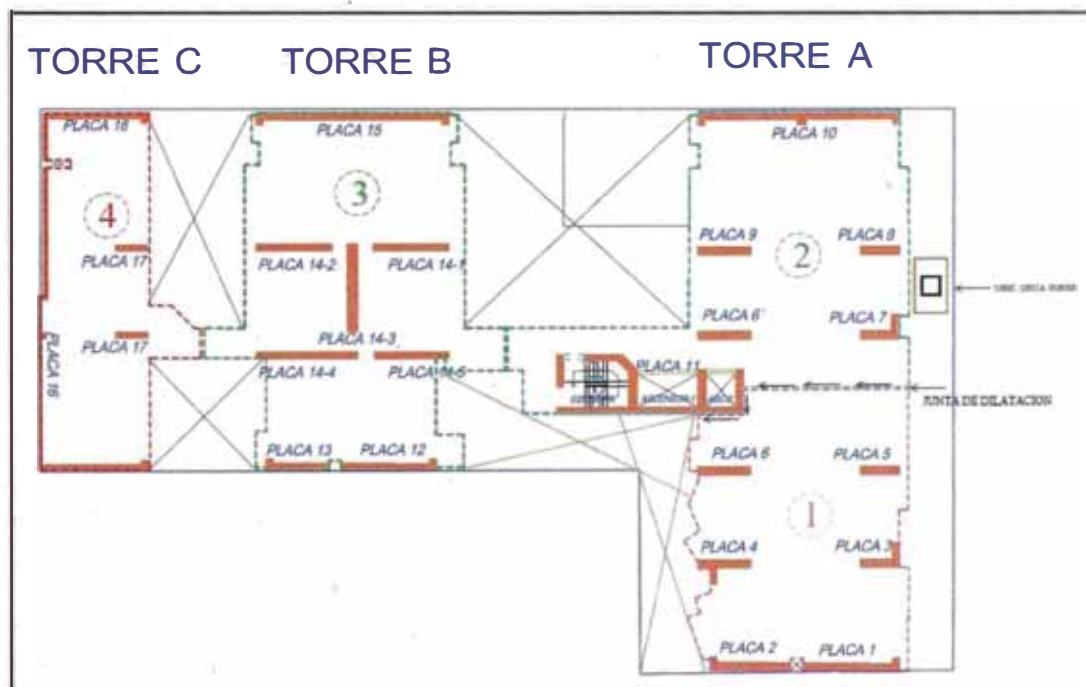 TORRE C TORRE B TORRE A
PLACA 18
PLACA 15
PLACA 10
4
3
2
PLACA 17
PLACA 14-2
PLACA 14-1
PLACA 9
PLACA 8
PLACA 17
PLACA 14-3
PLACA 6'
PLACA 7
PLACA 16
PLACA 14-4
PLACA 14-5
PLACA 11
JUNTA DE DILATACION
PLACA 13
PLACA 12
PLACA 6
PLACA 5
1
PLACA 4
PLACA 3
PLACA 2
PLACA 1